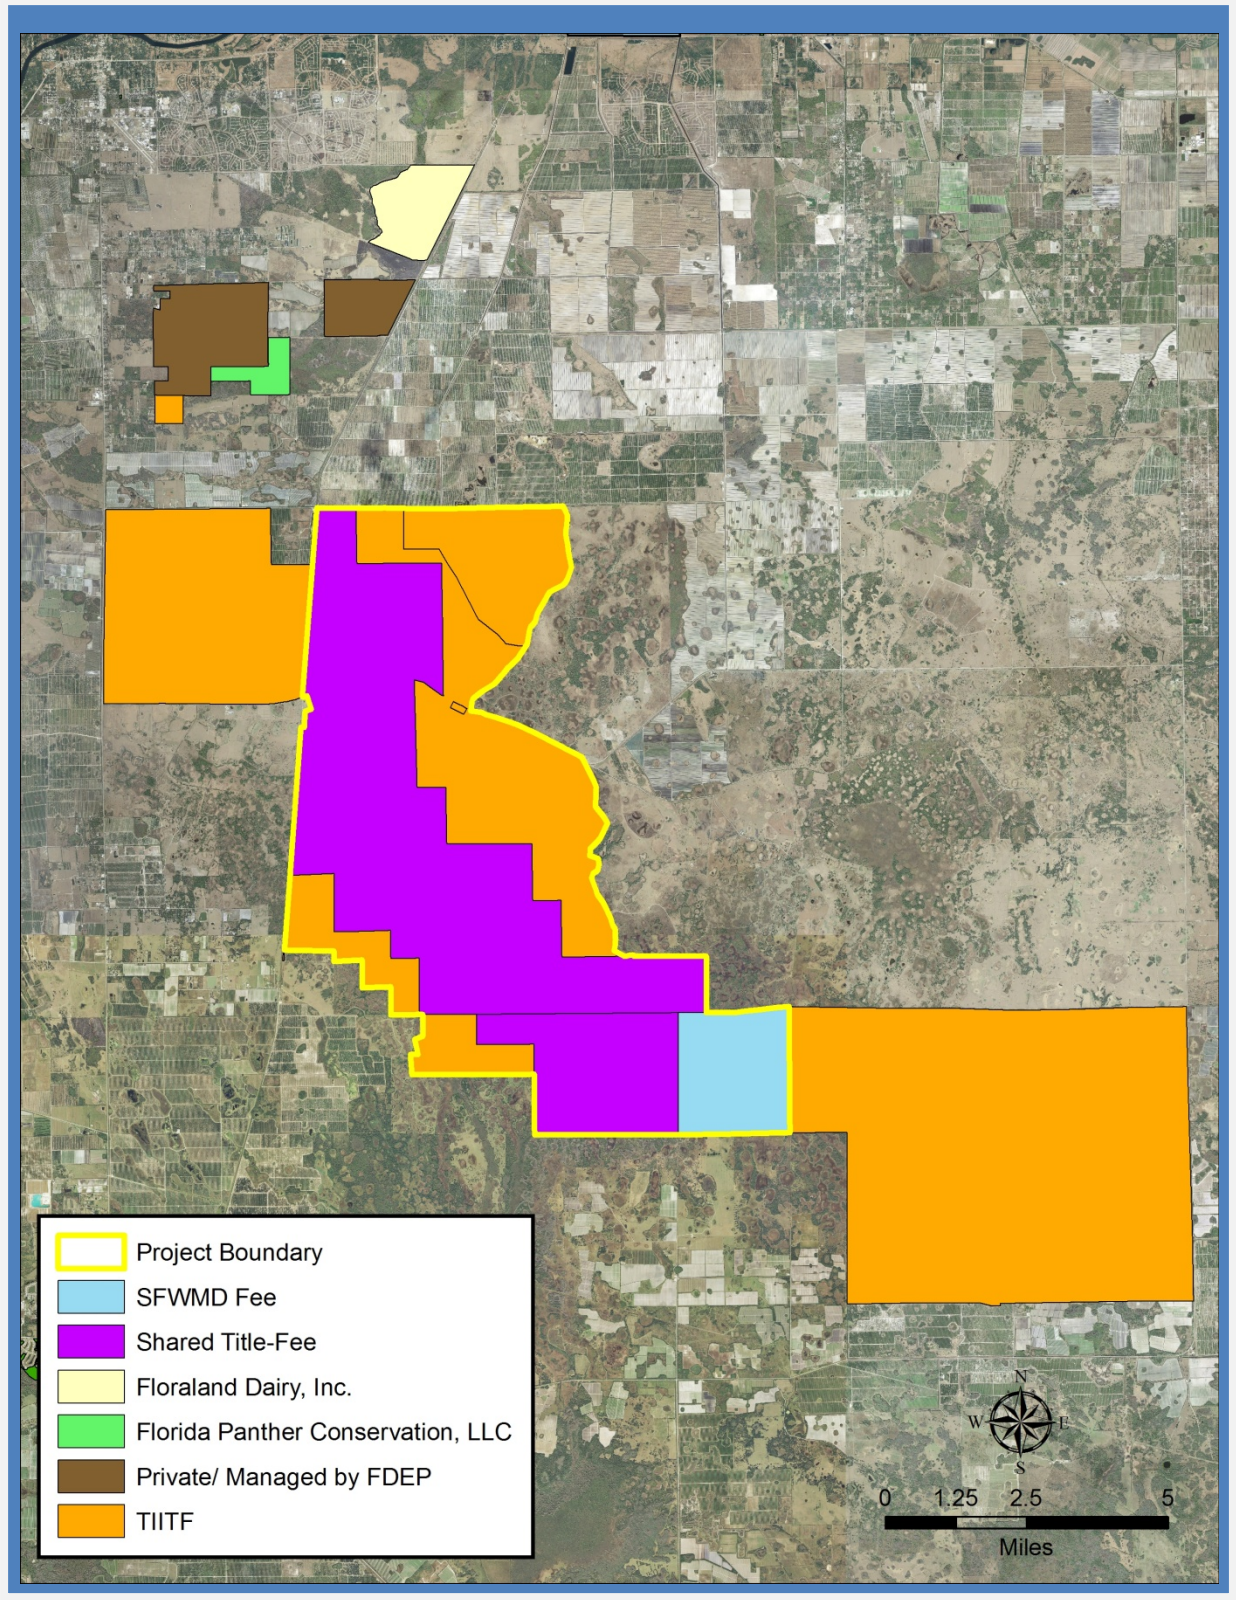 Project Boundary
SFWMD Fee
Shared Title-Fee
Floraland Dairy, Inc.
Florida Panther Conservation, LLC
Private/ Managed by FDEP
TIITF
N
W E
S
0 1.25 2.5 5
Miles